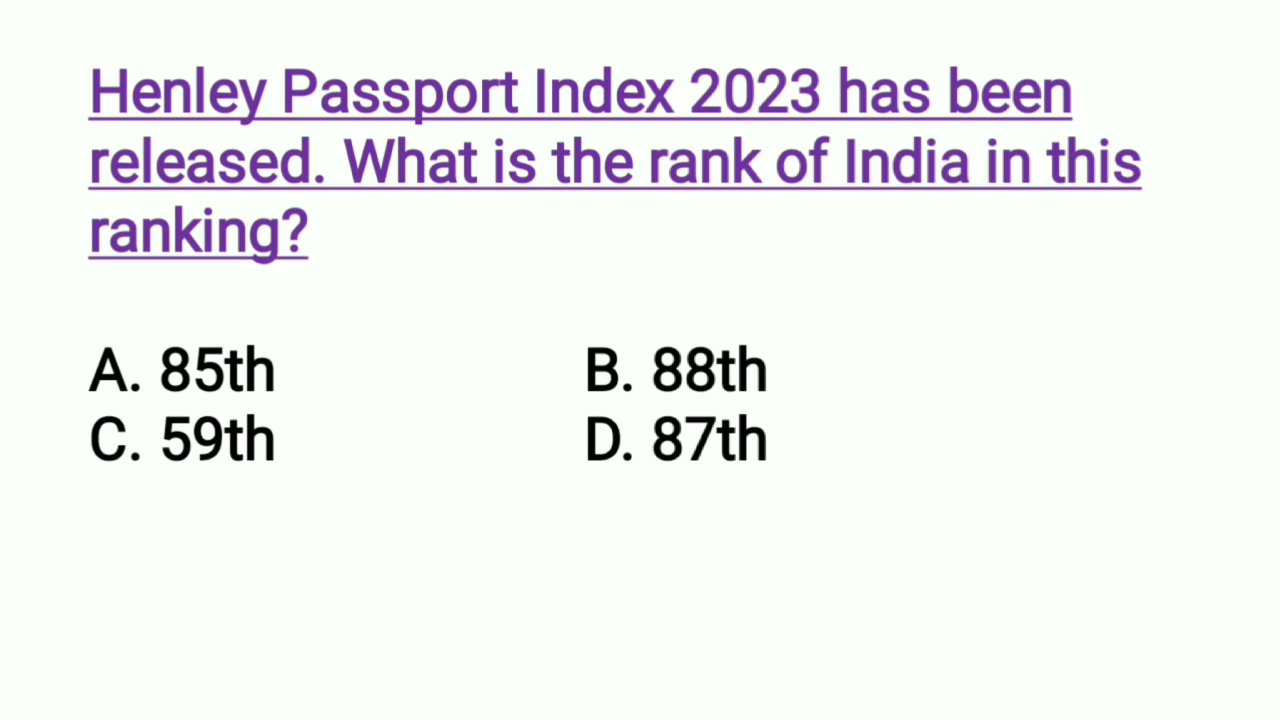 Henley Passport Index 2023 has been
released. What is the rank of India in this
ranking?
A. 85th B. 88th
C. 59th D. 87th